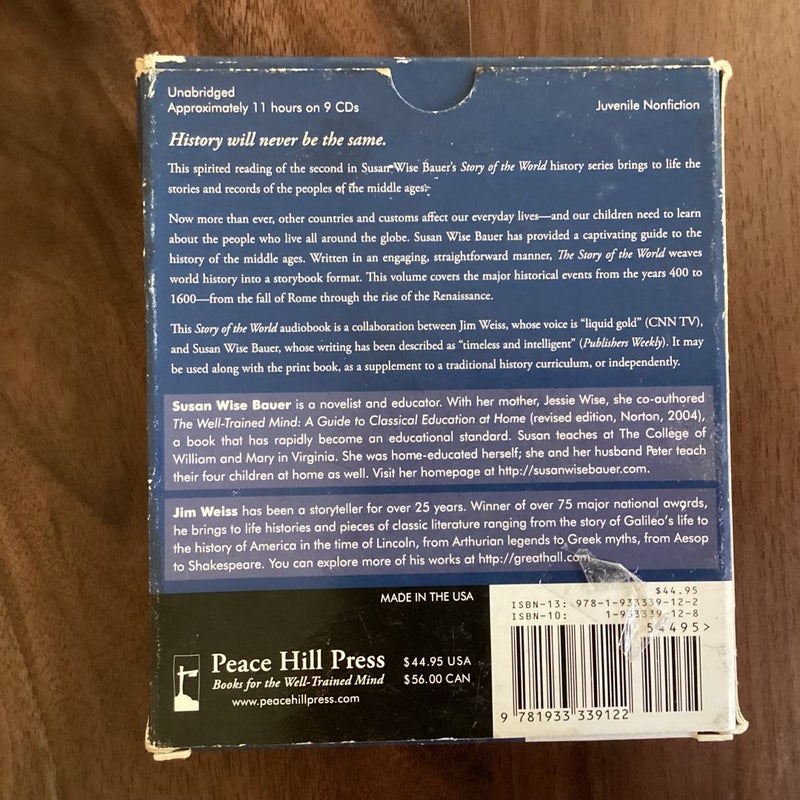 Unabridged
Approximately 11 hours on 9 CDs
Juvenile Nonfiction
History will never be the same.
This spirited reading of the second in Susan Wise Bauer's Story of the World history series brings to life the
stories and records of the peoples of the middle ages.
Now more than ever, other countries and customs affect our everyday lives—and our children need to learn
about the people who live all around the globe. Susan Wise Bauer has provided a captivating guide to the
history of the middle ages. Written in an engaging, straightforward manner, The Story of the World weaves
world history into a storybook format. This volume covers the major historical events from the years 400 to
1600—from the fall of Rome through the rise of the Renaissance.
This Story of the World audiobook is a collaboration between Jim Weiss, whose voice is "liquid gold" (CNN TV),
and Susan Wise Bauer, whose writing has been described as "timeless and intelligent" (Publishers Weekly). It may
be used along with the print book, as a supplement to a traditional history curriculum, or independently.
Susan Wise Bauer is a novelist and educator. With her mother, Jessie Wise, she co-authored
The Well-Trained Mind: A Guide to Classical Education at Home (revised edition, Norton, 2004),
a book that has rapidly become an educational standard. Susan teaches at The College of
William and Mary in Virginia. She was home-educated herself; she and her husband Peter teach
their four children at home as well. Visit her homepage at http://susanwisebauer.com.
Jim Weiss has been a storyteller for over 25 years. Winner of over 75 major national awards,
he brings to life histories and pieces of classic literature ranging from the story of Galileo's life to
the history of America in the time of Lincoln, from Arthurian legends to Greek myths, from Aesop
to Shakespeare. You can explore more of his works at http://greathall.com
MADE IN THE USA
Peace Hill Press
Books for the Well-Trained Mind
www.peacehillpress.com
$44.95 USA
$56.00 CAN
$44.95
ISBN-13: 978-1-933339-12-2
ISBN-10: 1-933339-12-8
54495>
9 781933 339122